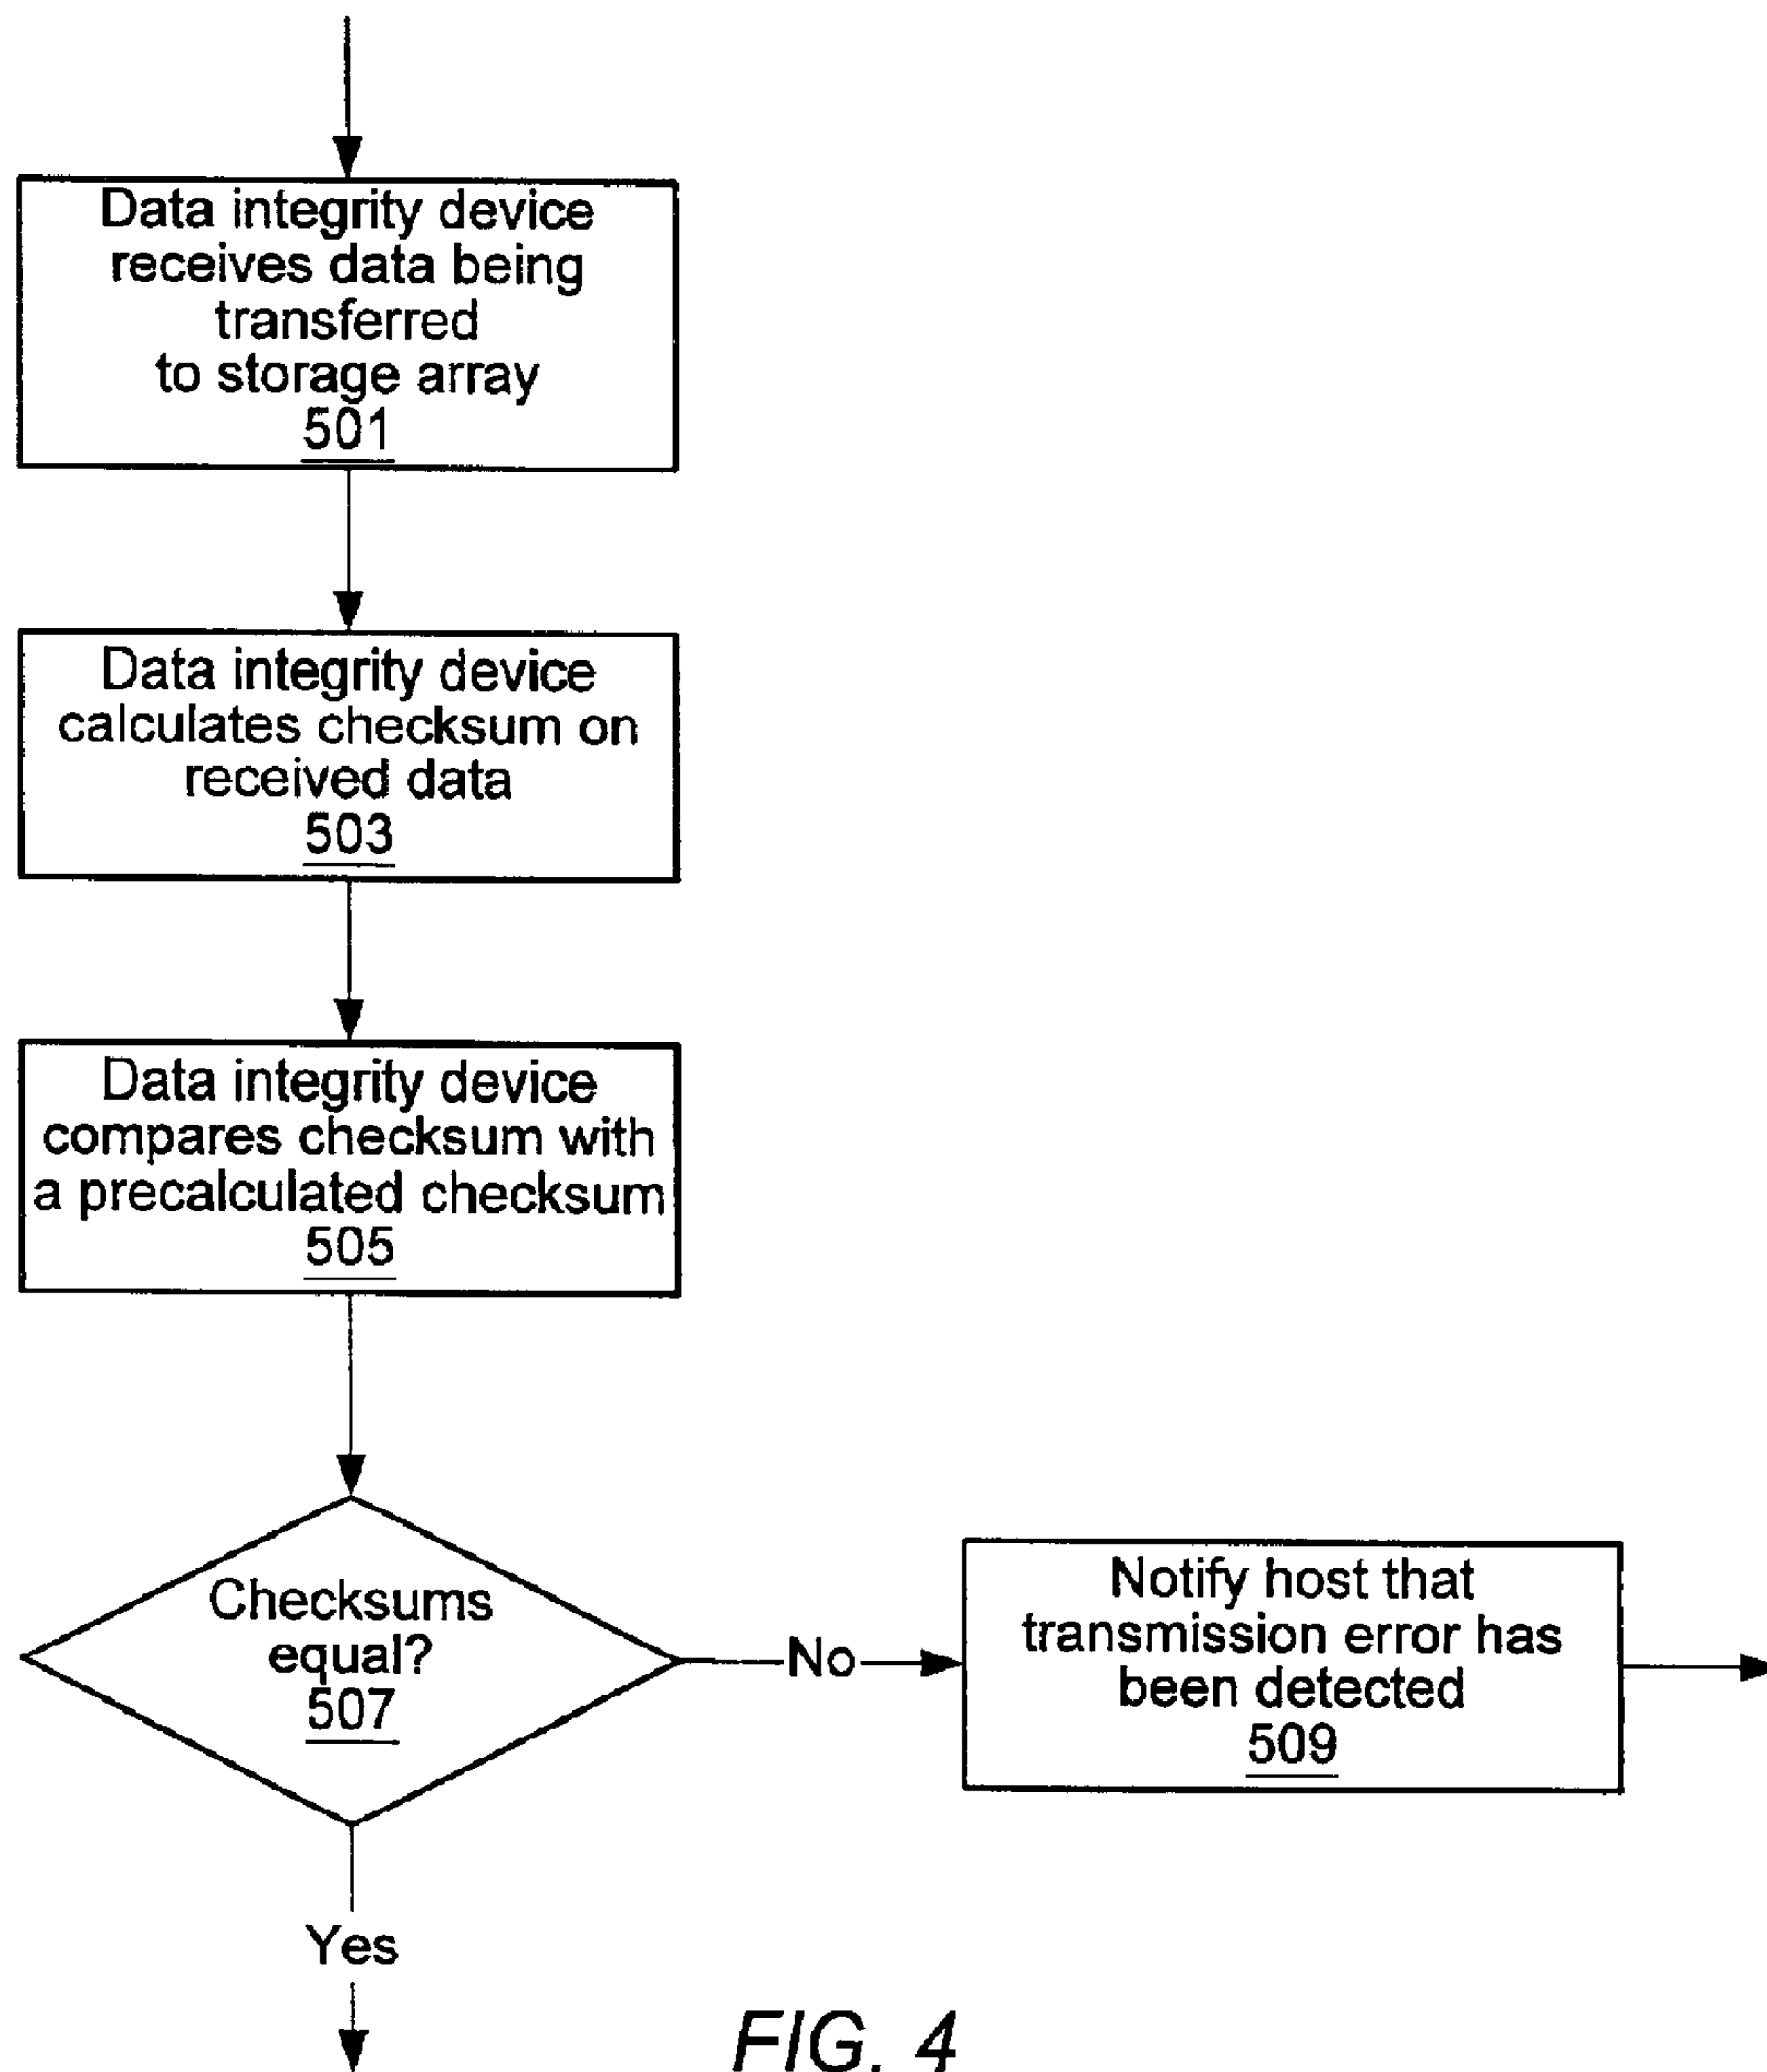 Data integrity device
receives data being
transferred
to storage array
501
Data integrity device
calculates checksum on
received data
503
Data integrity device
compares checksum with
a precalculated checksum
505
Checksums
equal?
507
No
Notify host that
transmission error has
been detected
509
Yes
FIG. 4